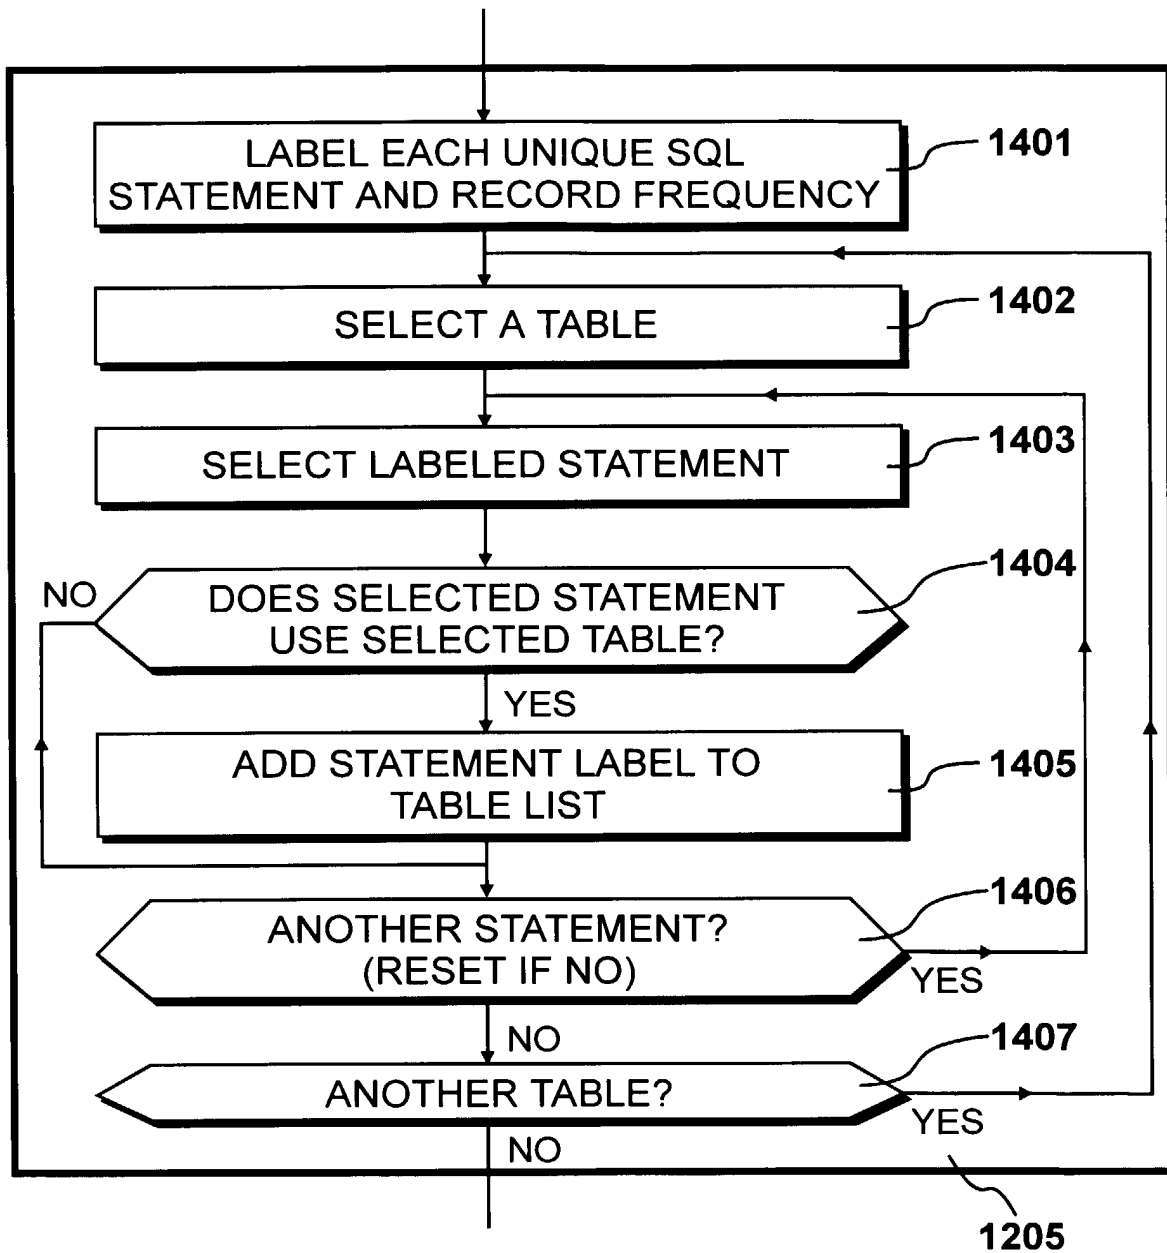 LABEL EACH UNIQUE SQL
STATEMENT AND RECORD FREQUENCY
1401
SELECT A TABLE
1402
SELECT LABELED STATEMENT
1403
1404
NO
DOES SELECTED STATEMENT
USE SELECTED TABLE?
YES
ADD STATEMENT LABEL TO
TABLE LIST
1405
1406
ANOTHER STATEMENT?
(RESET IF NO)
YES
NO
1407
ANOTHER TABLE?
YES
NO
1205